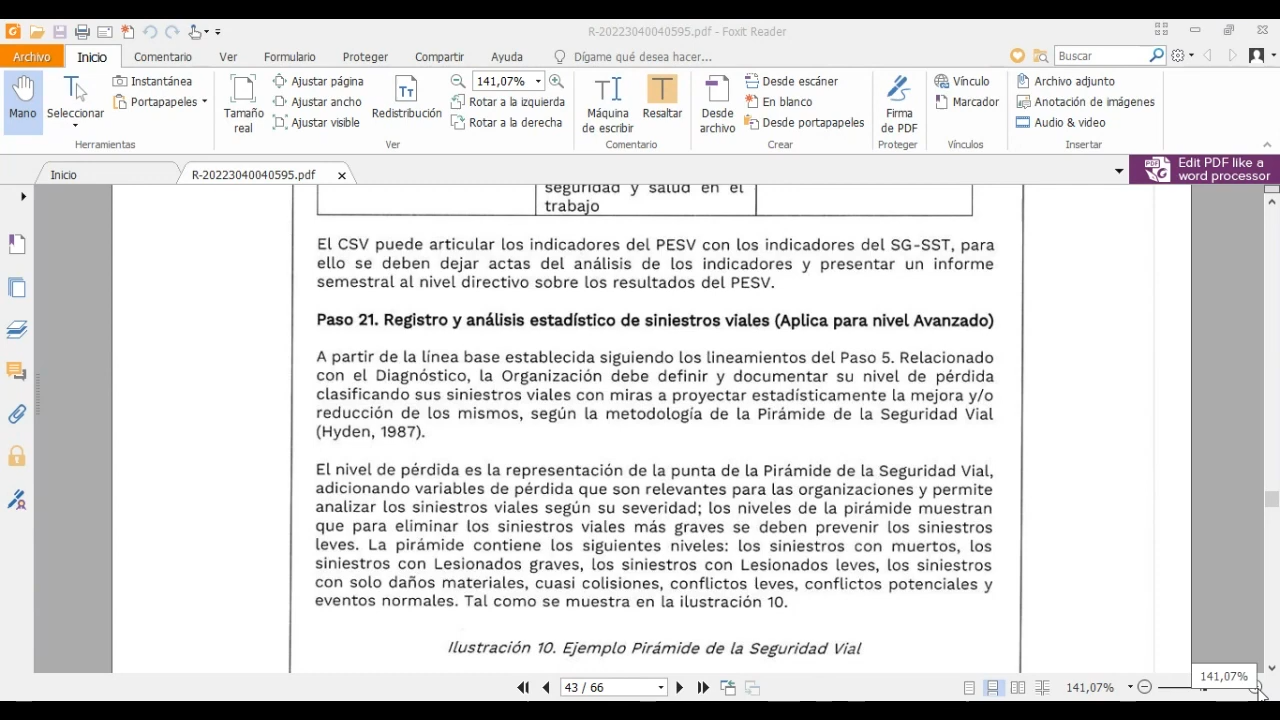 R-20223040040595.pdf - Foxit Reader
Archivo Inicio Comentario Ver Formulario Proteger Compartir Ayuda Dígame qué desea hacer... Buscar
Mano
Seleccionar
Instantánea
Portapapeles
Herramientas
Tamaño real
Ajustar página
Ajustar ancho
Ajustar visible
Redistribución
141,07%
Rotar a la izquierda
Rotar a la derecha
Ver
Máquina de escribir
Resaltar
Comentario
Desde archivo
Desde escáner
En blanco
Desde portapapeles
Crear
Firma de PDF
Proteger
Vínculo
Marcador
Vínculos
Archivo adjunto
Anotación de imágenes
Audio & video
Insertar
Inicio R-20223040040595.pdf
Edit PDF like a
word processor
seguridad y salud en el
trabajo
El CSV puede articular los indicadores del PESV con los indicadores del SG-SST, para
ello se deben dejar actas del análisis de los indicadores y presentar un informe
semestral al nivel directivo sobre los resultados del PESV.
Paso 21. Registro y análisis estadístico de siniestros viales (Aplica para nivel Avanzado)
A partir de la línea base establecida siguiendo los lineamientos del Paso 5. Relacionado
con el Diagnóstico, la Organización debe definir y documentar su nivel de pérdida
clasificando sus siniestros viales con miras a proyectar estadísticamente la mejora y/o
reducción de los mismos, según la metodología de la Pirámide de la Seguridad Vial
(Hyden, 1987).
El nivel de pérdida es la representación de la punta de la Pirámide de la Seguridad Vial,
adicionando variables de pérdida que son relevantes para las organizaciones y permite
analizar los siniestros viales según su severidad; los niveles de la pirámide muestran
que para eliminar los siniestros viales más graves se deben prevenir los siniestros
leves. La pirámide contiene los siguientes niveles: los siniestros con muertos, los
siniestros con Lesionados graves, los siniestros con Lesionados leves, los siniestros
con solo daños materiales, cuasi colisiones, conflictos leves, conflictos potenciales y
eventos normales. Tal como se muestra en la ilustración 10.
Ilustración 10. Ejemplo Pirámide de la Seguridad Vial
141,07%
43 / 66
141,07%